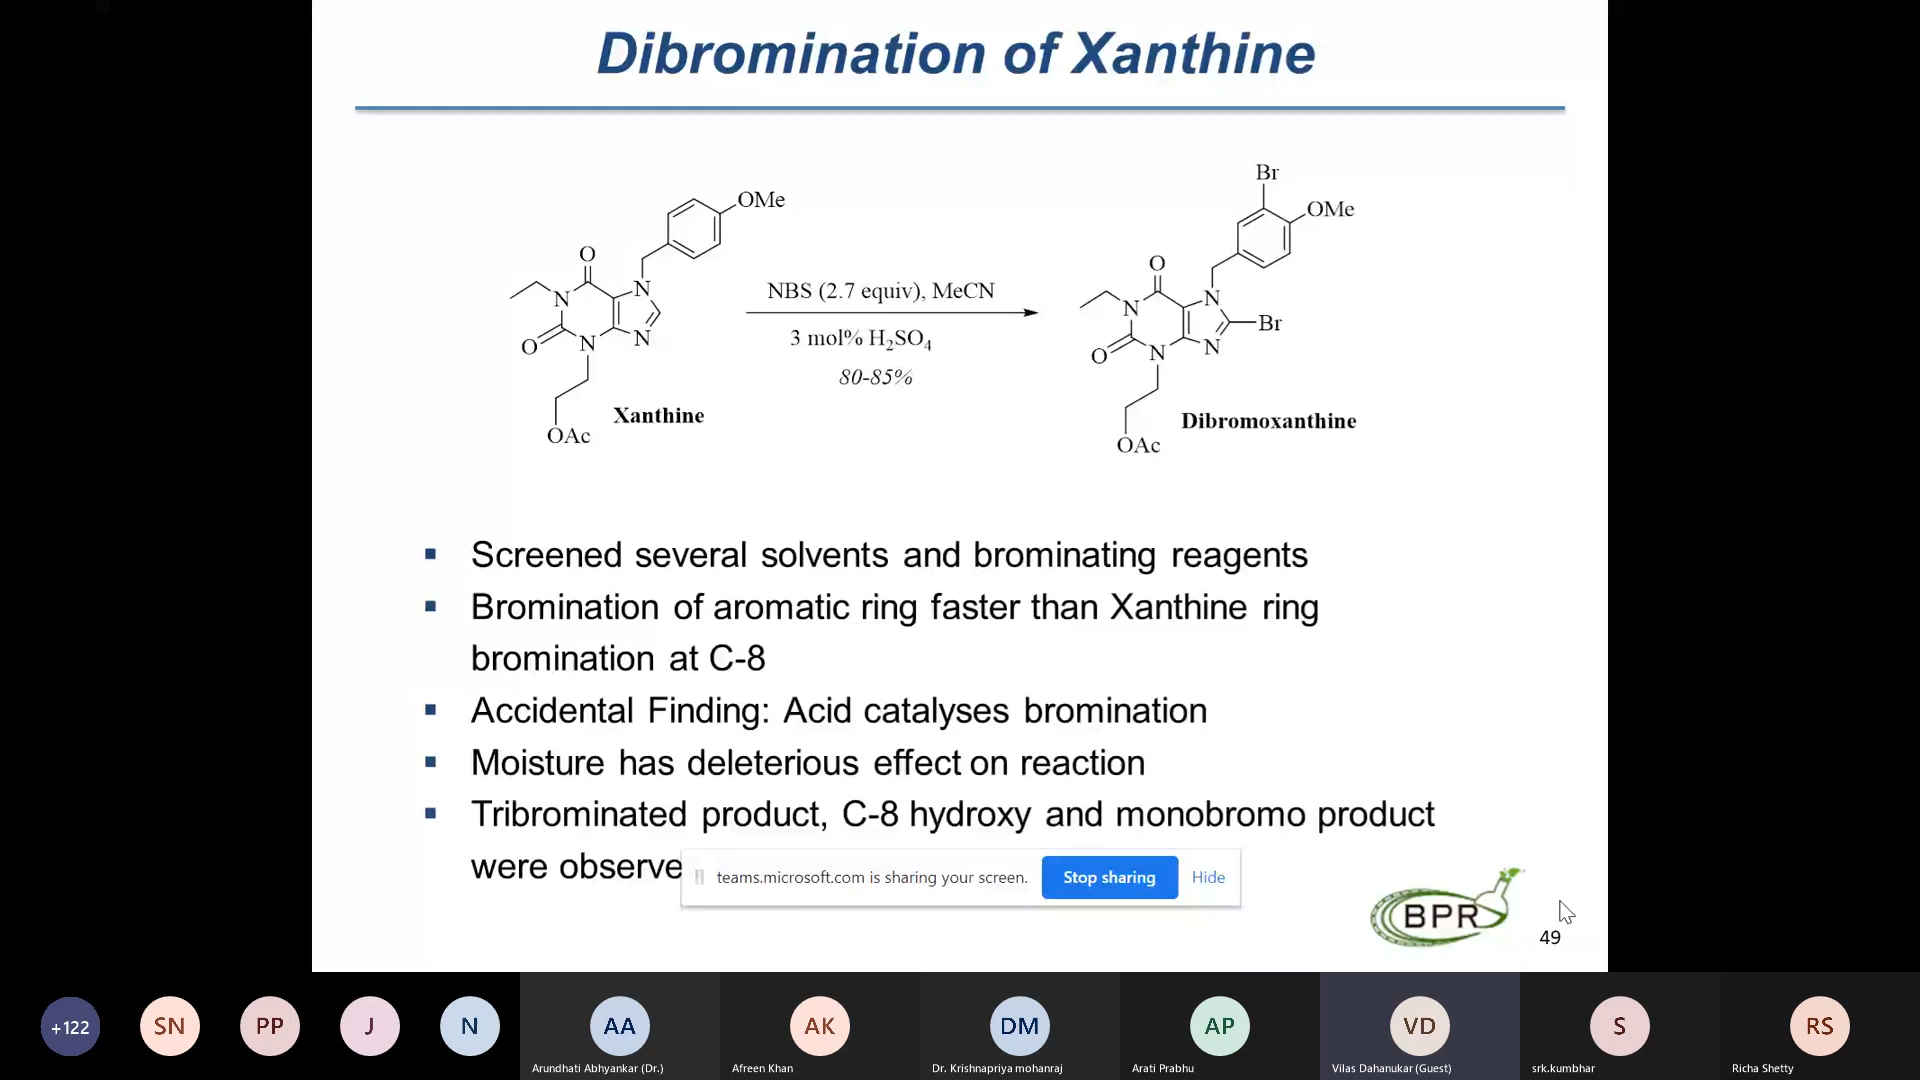 Dibromination of Xanthine
OMe
O
N
N
O
N
N
OAc
Xanthine
NBS (2.7 equiv), MeCN
3 mol% H₂SO₄
80-85%
Br
OMe
O
N
N
Br
O
N
N
OAc
Dibromoxanthine
▪ Screened several solvents and brominating reagents
▪ Bromination of aromatic ring faster than Xanthine ring
bromination at C-8
▪ Accidental Finding: Acid catalyses bromination
▪ Moisture has deleterious effect on reaction
▪ Tribrominated product, C-8 hydroxy and monobromo product
were observe
teams.microsoft.com is sharing your screen. Stop sharing Hide
BPR
49
+122 SN PP J N AA AK DM AP VD S RS
Arundhati Abhyankar (Dr.) Afreen Khan Dr. Krishnapriya mohanraj Arati Prabhu Vilas Dahanukar (Guest) srk.kumbhar Richa Shetty